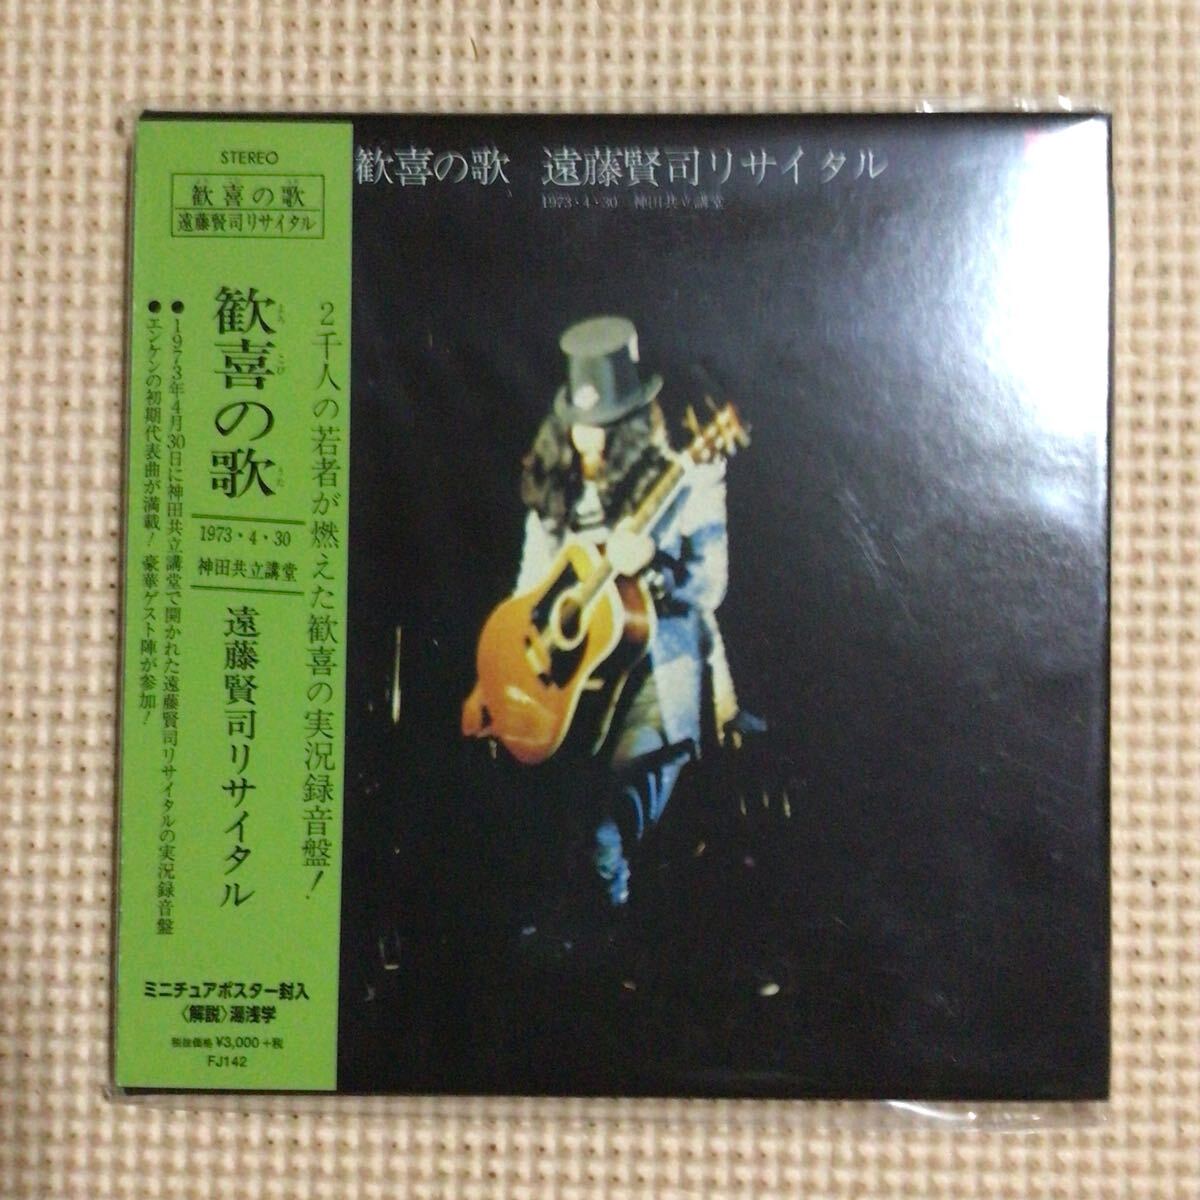 STEREO
歓喜の歌
遠藤賢司リサイタル
2千人の若者が燃えた歓喜の実況録音盤!
歓喜の歌
よろこびのうた
1973・4・30
神田共立講堂
遠藤賢司リサイタル
●1973年4月30日に神田共立講堂で開かれた遠藤賢司リサイタルの実況録音盤
●エンケンの初期代表曲が満載!豪華ゲスト陣が参加!
ミニチュアポスター封入
〈解説〉湯浅学
税抜価格 ¥3,000+税
FJ142
歓喜の歌 遠藤賢司リサイタル
1973・4・30 神田共立講堂